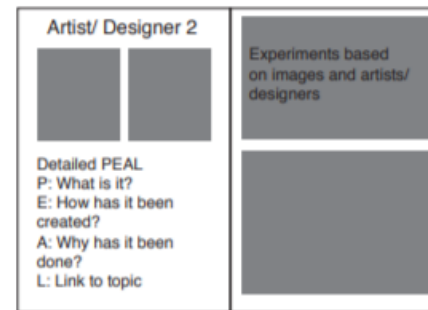 Artist/ Designer 2
Detailed PEAL
P: What is it?
E: How has it been
created?
A: Why has it been
done?
L: Link to topic
Experiments based
on images and artists/
designers